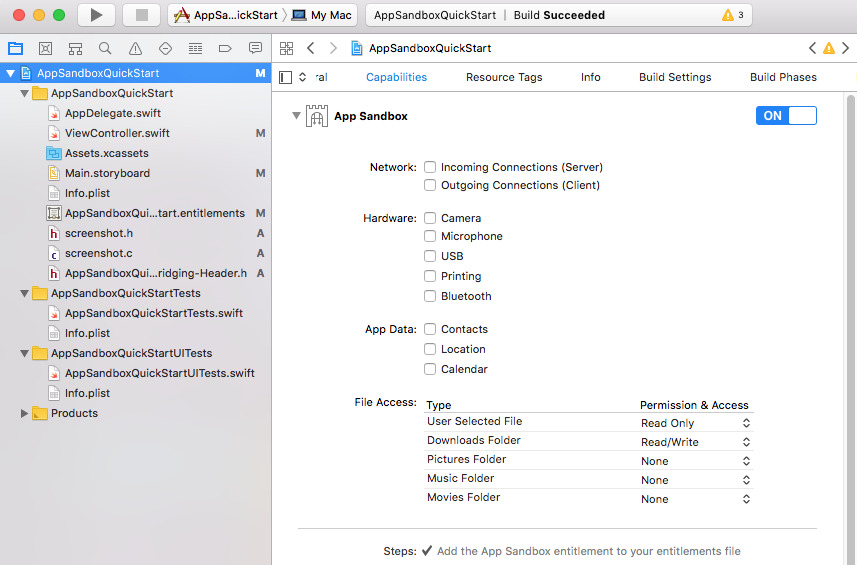 AppSa...ickStart
My Mac
AppSandboxQuickStart | Build Succeeded
3
AppSandboxQuickStart M
AppSandboxQuickStart
AppDelegate.swift
ViewController.swift M
Assets.xcassets
Main.storyboard M
Info.plist
AppSandboxQui...tart.entitlements M
h screenshot.h A
c screenshot.c A
h AppSandboxQui...ridging-Header.h A
AppSandboxQuickStartTests
AppSandboxQuickStartTests.swift
Info.plist
AppSandboxQuickStartUITests
AppSandboxQuickStartUITests.swift
Info.plist
Products
AppSandboxQuickStart
ral Capabilities Resource Tags Info Build Settings Build Phases
App Sandbox ON
Network: Incoming Connections (Server)
Outgoing Connections (Client)
Hardware: Camera
Microphone
USB
Printing
Bluetooth
App Data: Contacts
Location
Calendar
File Access: Type Permission & Access
User Selected File Read Only
Downloads Folder Read/Write
Pictures Folder None
Music Folder None
Movies Folder None
Steps: ✔ Add the App Sandbox entitlement to your entitlements file